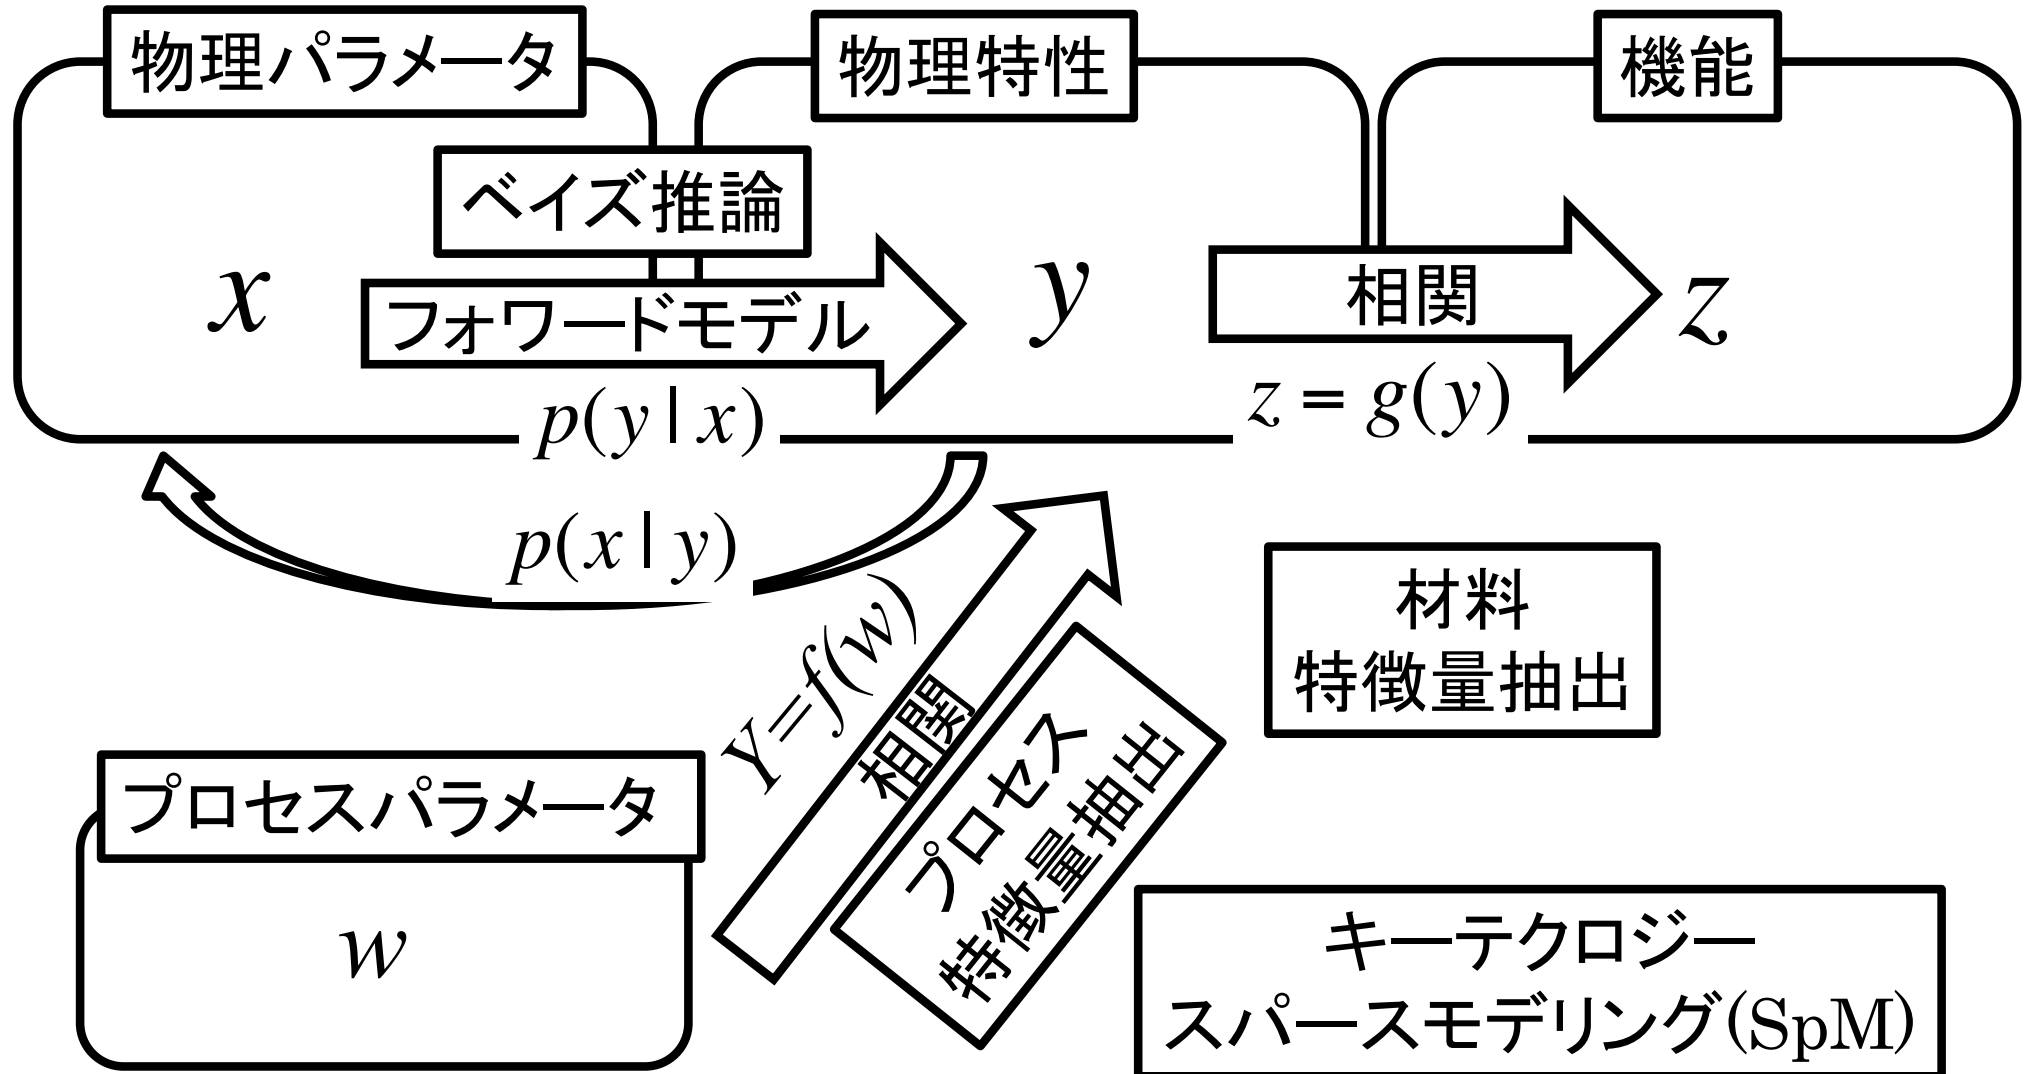 物理パラメータ
物理特性
機能
ベイズ推論
x
フォワードモデル
y
相関
z
p(y|x)
z = g(y)
p(x|y)
Y=f(w)
相関
プロセス
特徴量抽出
材料
特徴量抽出
プロセスパラメータ
w
キーテクロジー
スパースモデリング(SpM)